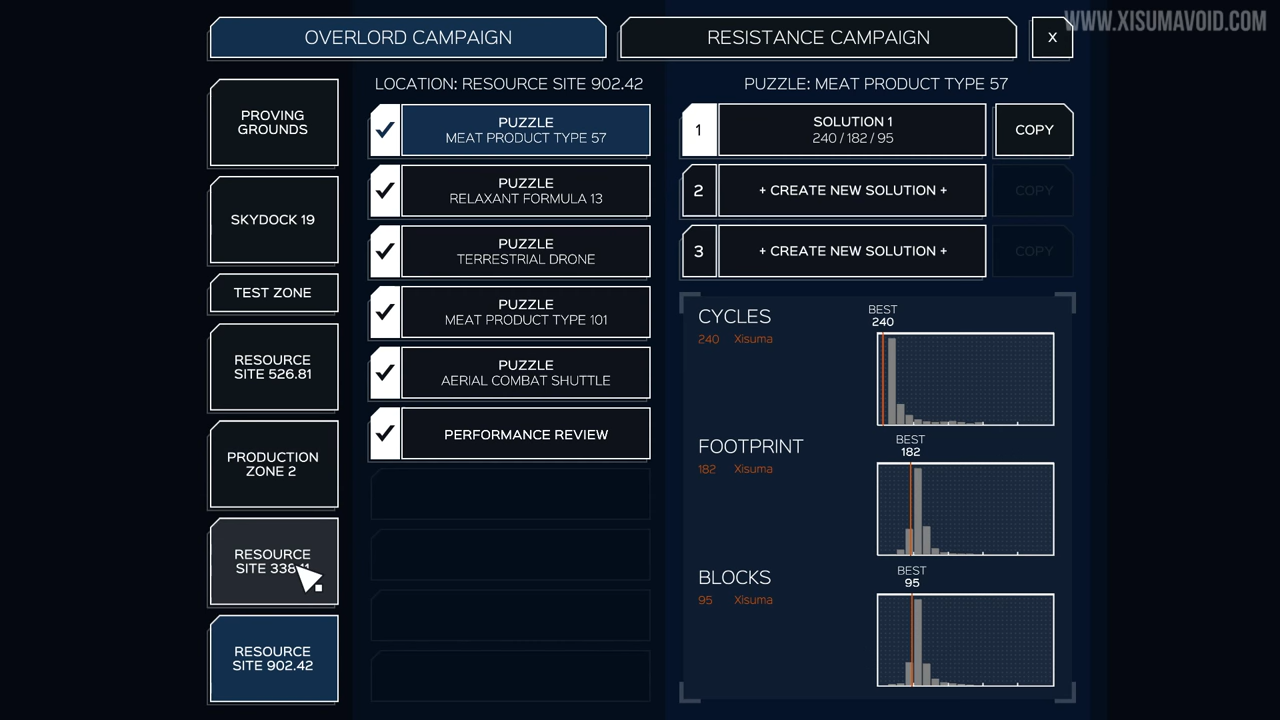 WWW.XISUMAVOID.COM
OVERLORD CAMPAIGN
RESISTANCE CAMPAIGN
X
PROVING
GROUNDS
SKYDOCK 19
TEST ZONE
RESOURCE
SITE 526.81
PRODUCTION
ZONE 2
RESOURCE
SITE 338.11
RESOURCE
SITE 902.42
LOCATION: RESOURCE SITE 902.42
PUZZLE
MEAT PRODUCT TYPE 57
PUZZLE
RELAXANT FORMULA 13
PUZZLE
TERRESTRIAL DRONE
PUZZLE
MEAT PRODUCT TYPE 101
PUZZLE
AERIAL COMBAT SHUTTLE
PERFORMANCE REVIEW
PUZZLE: MEAT PRODUCT TYPE 57
1
SOLUTION 1
240 / 182 / 95
COPY
2
+ CREATE NEW SOLUTION +
COPY
3
+ CREATE NEW SOLUTION +
COPY
CYCLES
240 Xisuma
BEST
240
FOOTPRINT
182 Xisuma
BEST
182
BLOCKS
95 Xisuma
BEST
95